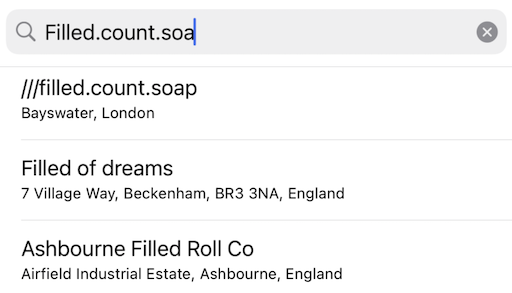 Filled.count.soa
///filled.count.soap
Bayswater, London
Filled of dreams
7 Village Way, Beckenham, BR3 3NA, England
Ashbourne Filled Roll Co
Airfield Industrial Estate, Ashbourne, England